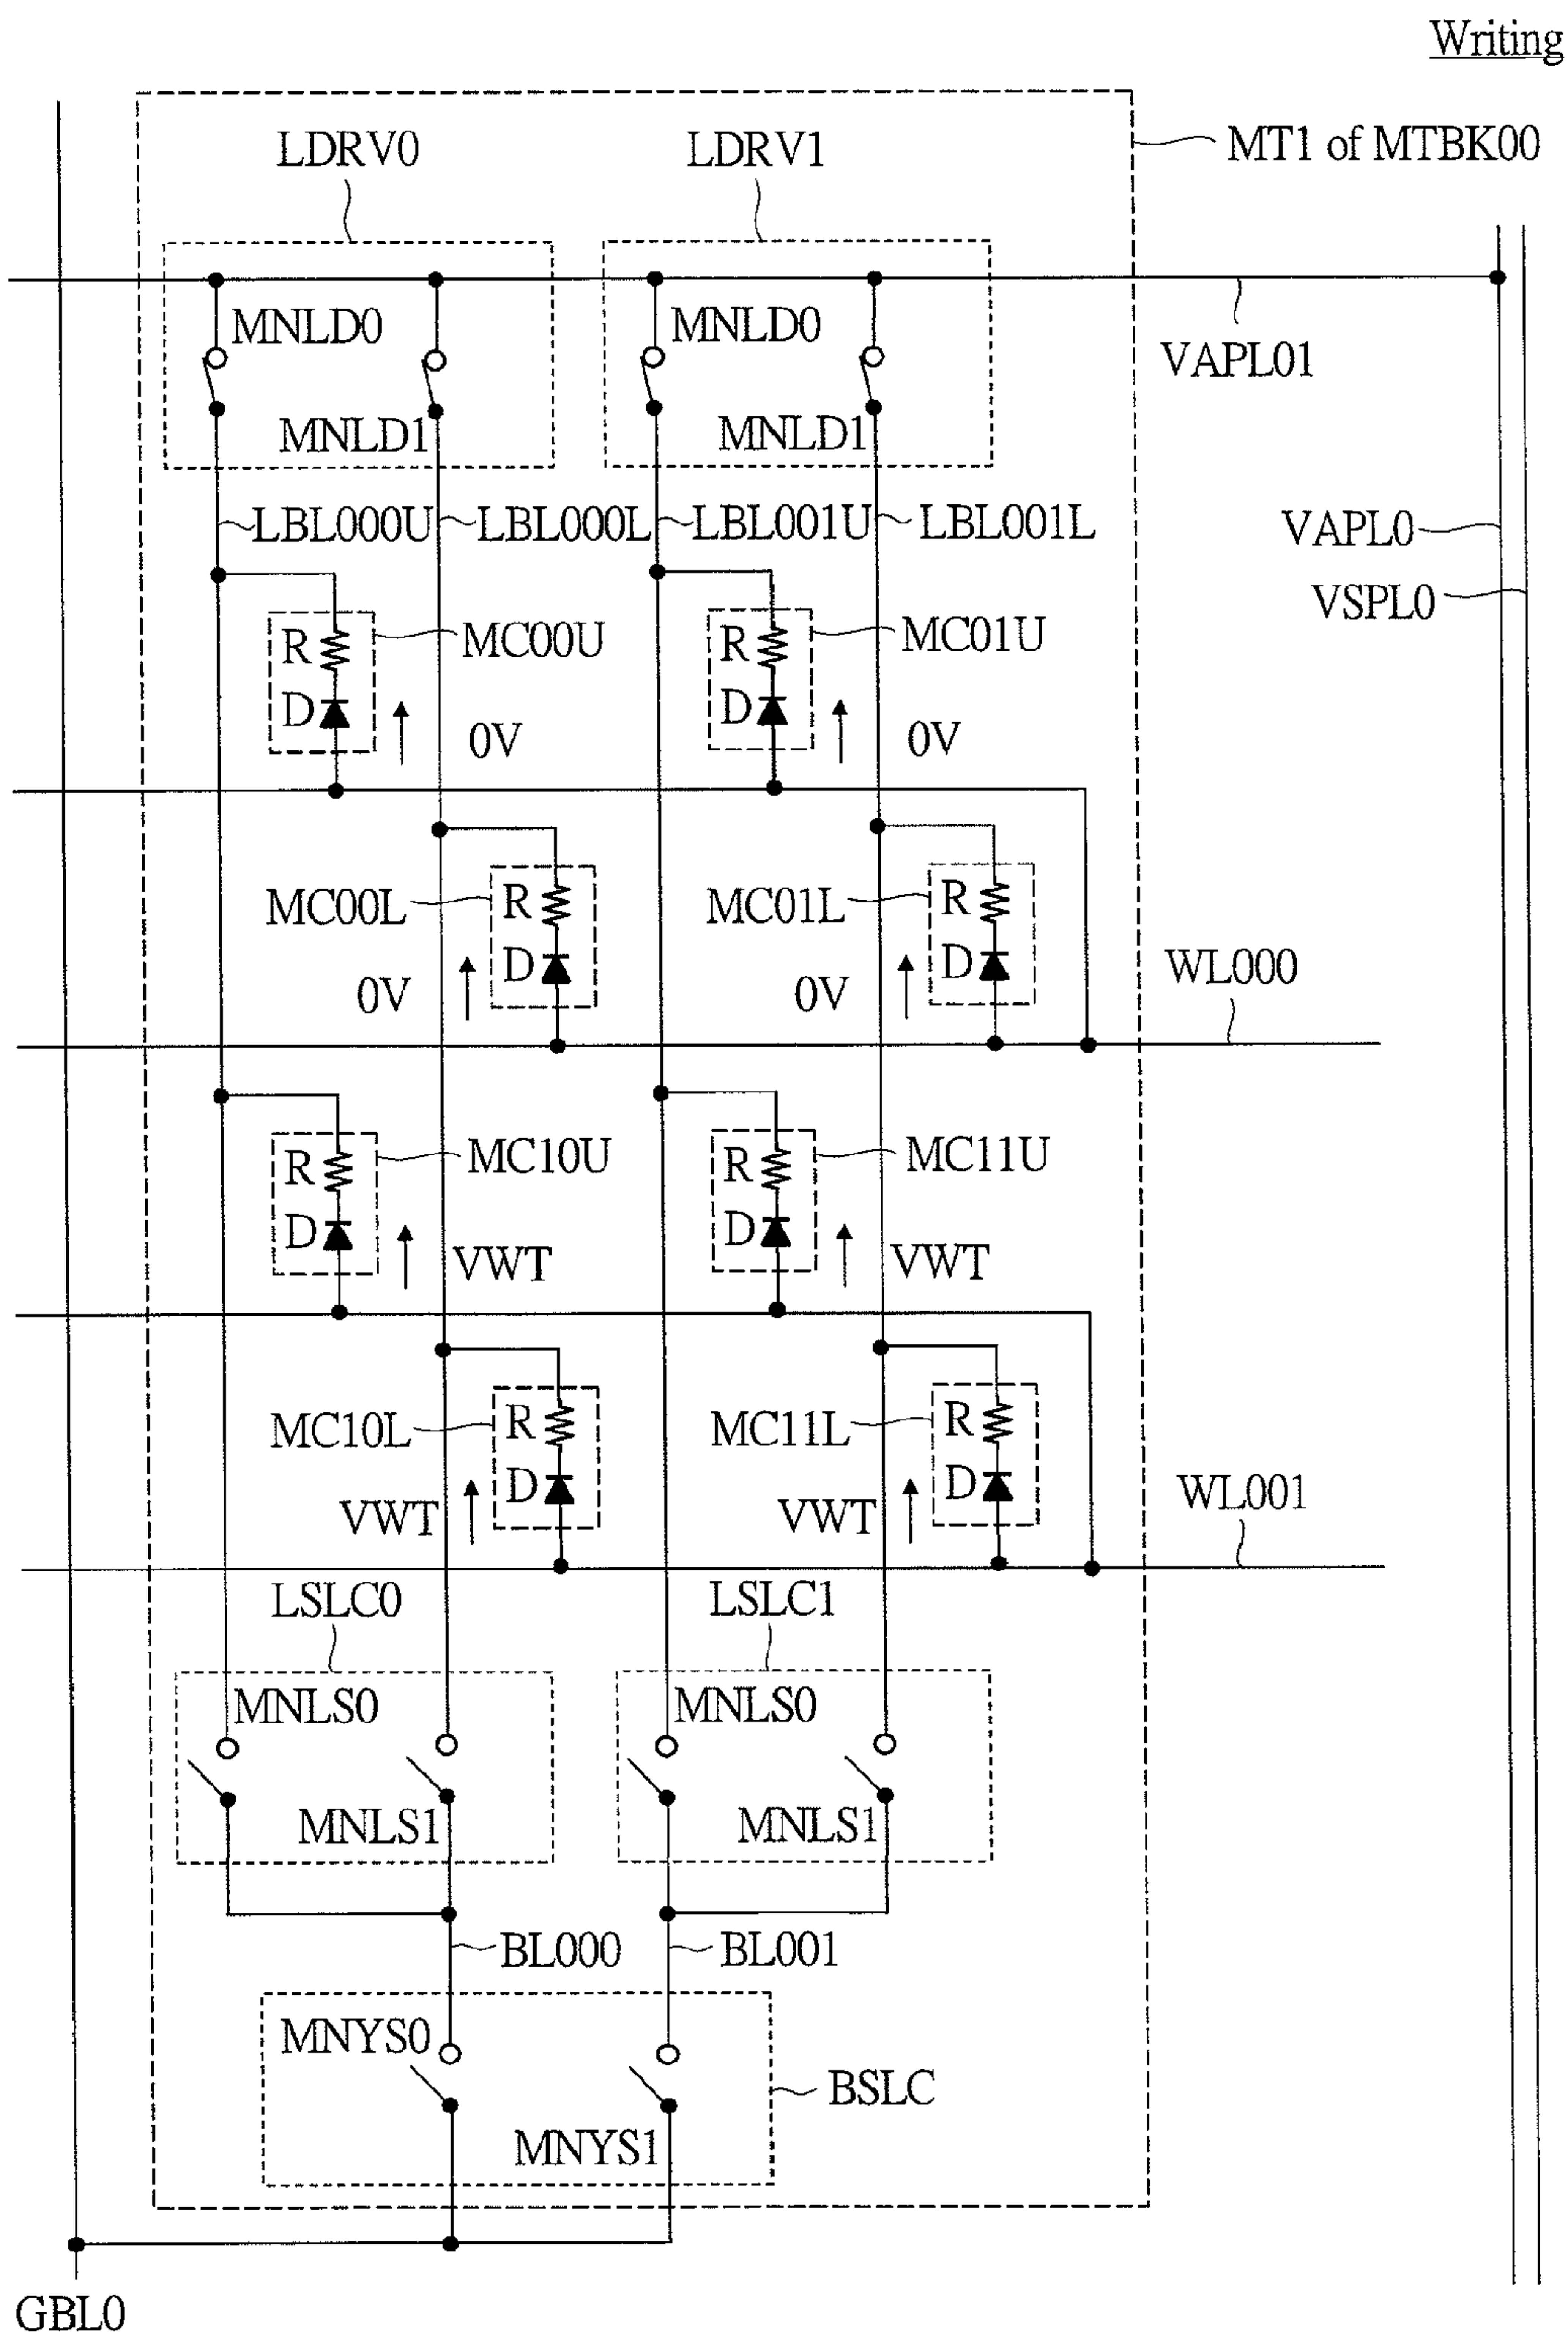 Writing
LDRV0 LDRV1 MT1 of MTBK00
MNLD0 MNLD0
VAPL01
MNLD1 MNLD1
LBL000U LBL000L LBL001U LBL001L VAPL0
VSPL0
R MC00U R MC01U
D D
0V 0V
MC00L R MC01L R
D D WL000
0V 0V
R MC10U R MC11U
D D
VWT VWT
MC10L R MC11L R
D D WL001
VWT VWT
LSLC0 LSLC1
MNLS0 MNLS0
MNLS1 MNLS1
BL000 BL001
MNYS0
BSLC
MNYS1
GBL0